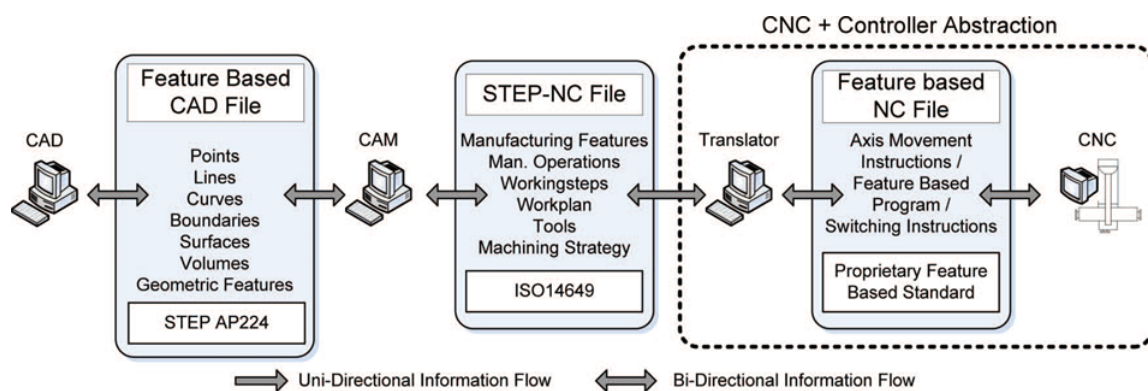 CNC + Controller Abstraction
CAD
Feature Based
CAD File
Points
Lines
Curves
Boundaries
Surfaces
Volumes
Geometric Features
STEP AP224
CAM
STEP-NC File
Manufacturing Features
Man. Operations
Workingsteps
Workplan
Tools
Machining Strategy
ISO14649
Translator
Feature based
NC File
Axis Movement
Instructions /
Feature Based
Program /
Switching Instructions
Proprietary Feature
Based Standard
CNC
Uni-Directional Information Flow
Bi-Directional Information Flow